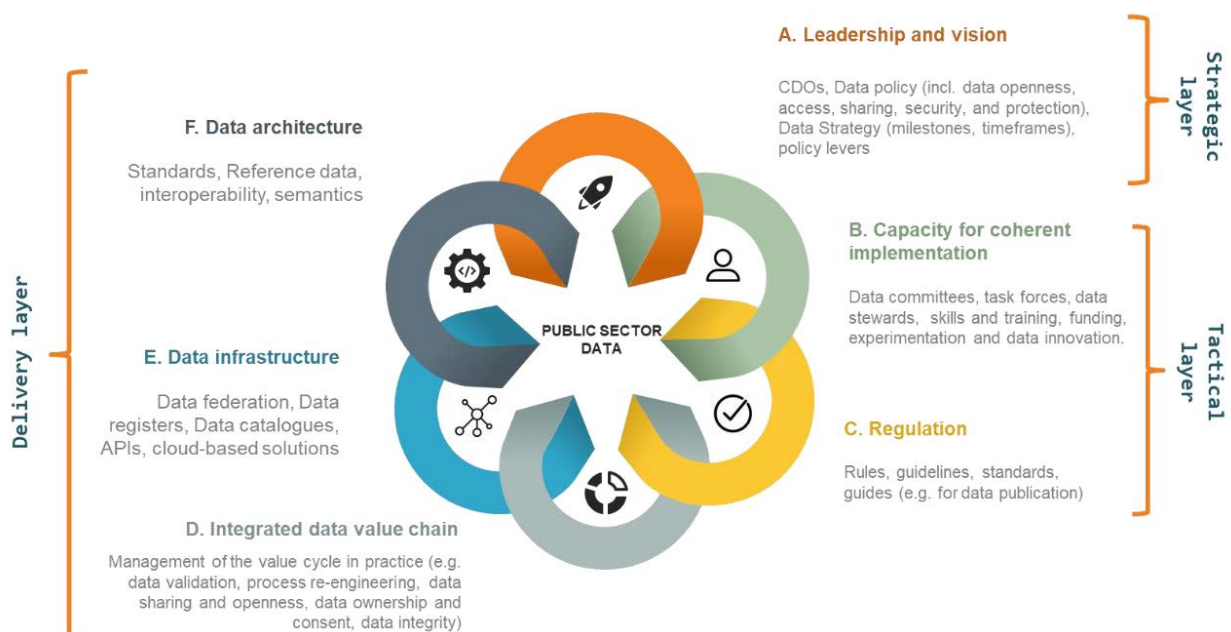 A. Leadership and vision
CDOs, Data policy (incl. data openness,
access, sharing, security, and protection),
Data Strategy (milestones, timeframes),
policy levers
Strategic
layer
B. Capacity for coherent
implementation
Data committees, task forces, data
stewards, skills and training, funding,
experimentation and data innovation.
C. Regulation
Rules, guidelines, standards,
guides (e.g. for data publication)
Tactical
layer
PUBLIC SECTOR
DATA
</>
F. Data architecture
Standards, Reference data,
interoperability, semantics
E. Data infrastructure
Data federation, Data
registers, Data catalogues,
APIs, cloud-based solutions
D. Integrated data value chain
Management of the value cycle in practice (e.g.
data validation, process re-engineering, data
sharing and openness, data ownership and
consent, data integrity)
Delivery layer